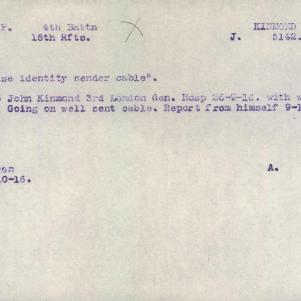 P. 4th Battn KINMOND
16th Rfts. J. 5142.
se identity sender cable".
John Kinmond 3rd London Gen. Hosp 26-9-16. with w
Going on well sent cable. Report from himself 9-1
on A.
0-16.